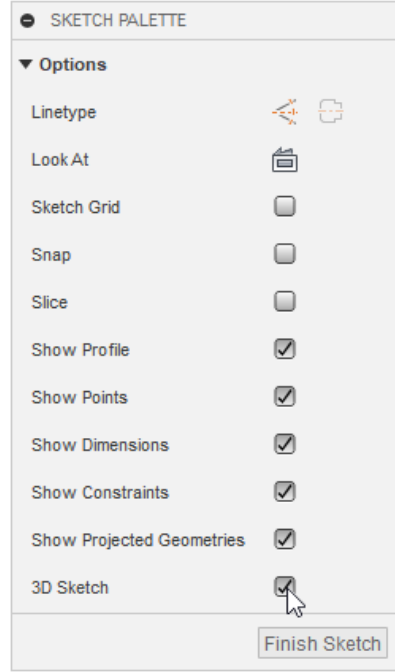 SKETCH PALETTE
Options
Linetype
Look At
Sketch Grid
Snap
Slice
Show Profile
Show Points
Show Dimensions
Show Constraints
Show Projected Geometries
3D Sketch
Finish Sketch